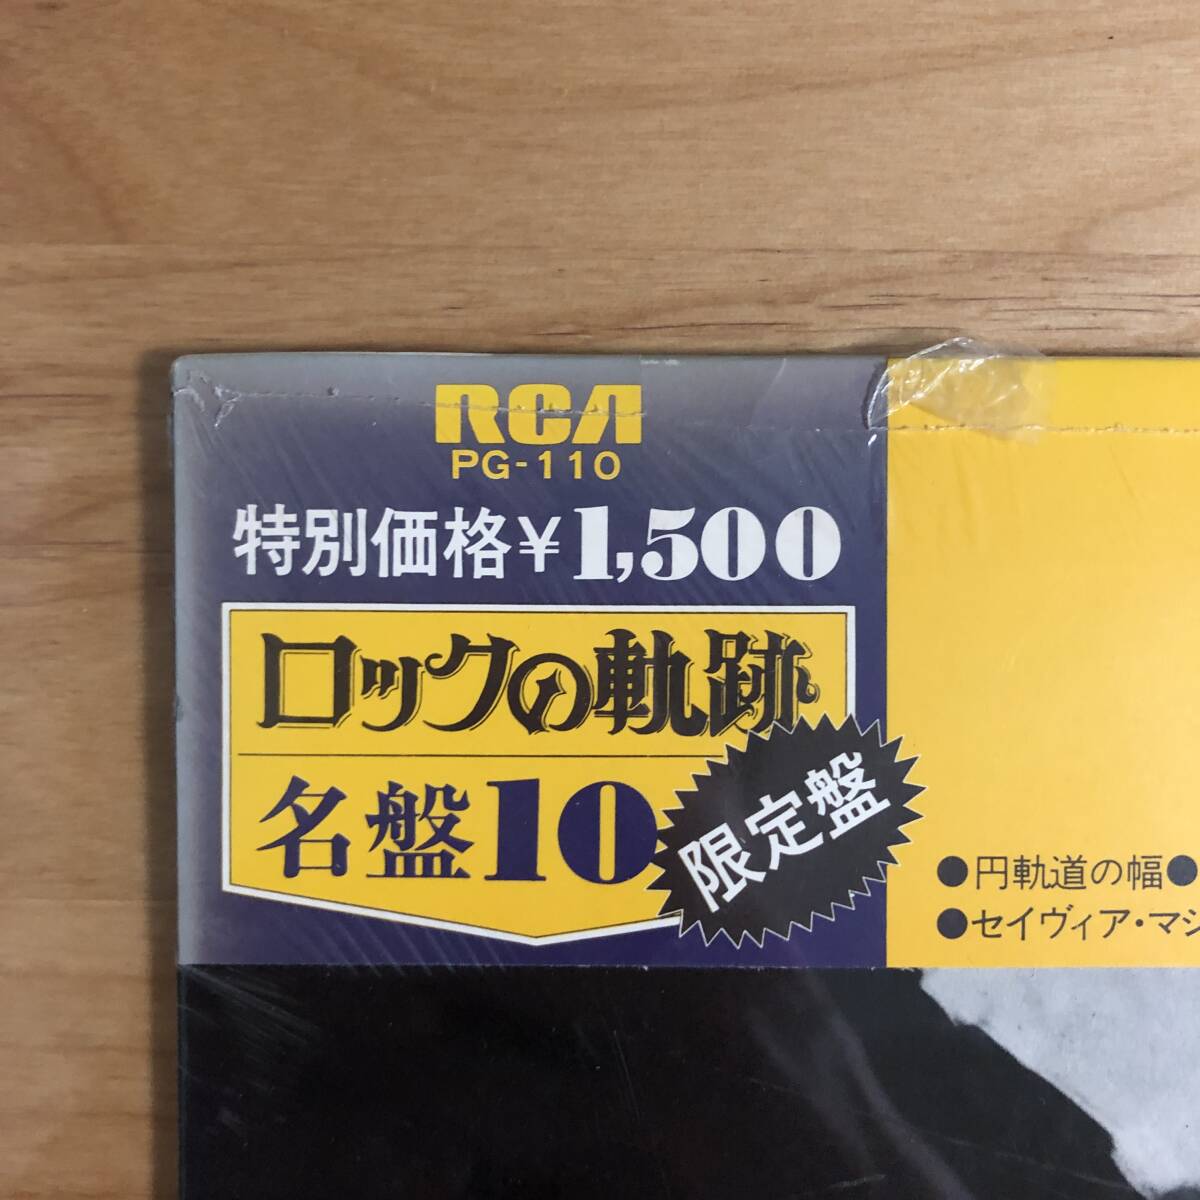 RCA
PG-110
特別価格¥1,500
ロックの軌跡
名盤10
限定盤
●円軌道の幅●
●セイヴィア・マシ